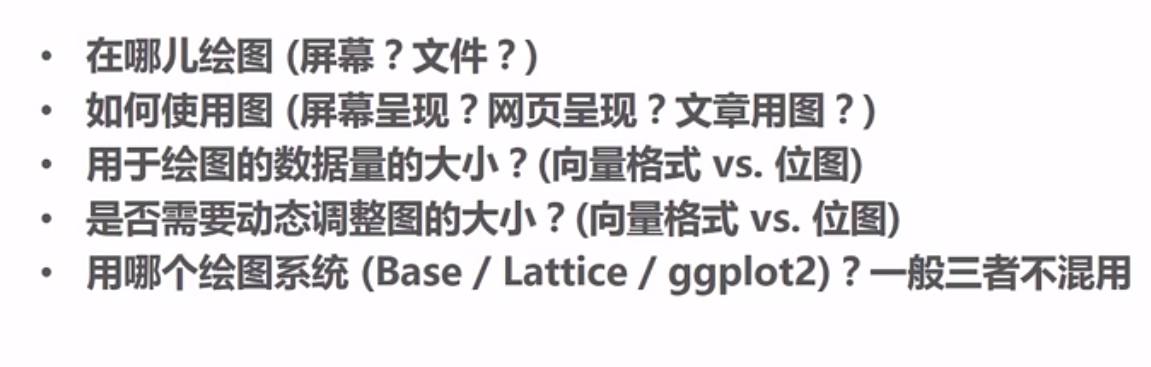 • 在哪儿绘图 (屏幕？文件？)
• 如何使用图 (屏幕呈现？网页呈现？文章用图？)
• 用于绘图的数据量的大小？(向量格式 vs. 位图)
• 是否需要动态调整图的大小？(向量格式 vs. 位图)
• 用哪个绘图系统 (Base / Lattice / ggplot2)？一般三者不混用